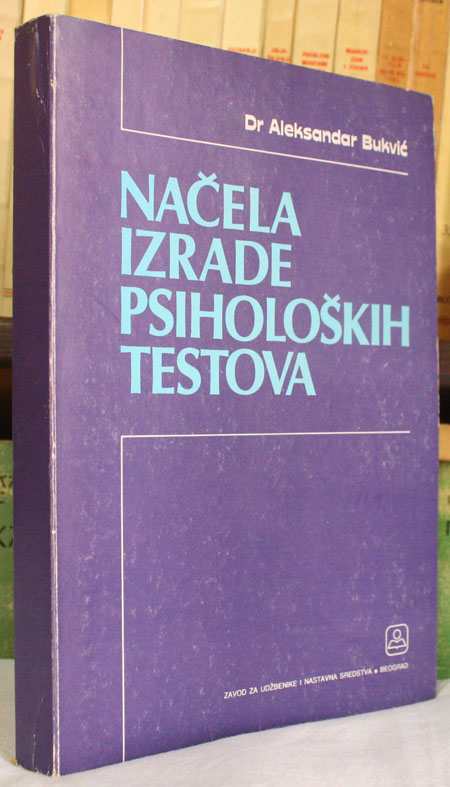 Dr Aleksandar Bukvić
NAČELA
IZRADE
PSIHOLOŠKIH
TESTOVA
ZAVOD ZA UDŽBENIKE I NASTAVNA SREDSTVA • BEOGRAD